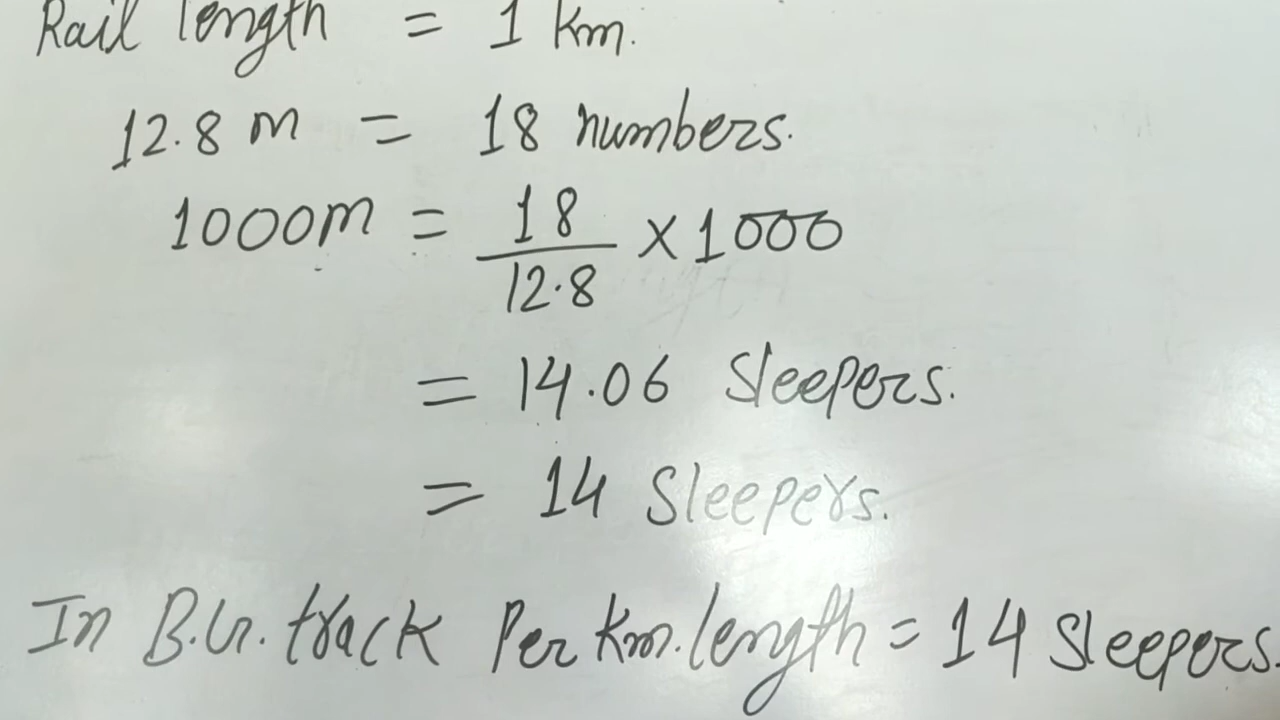 Rail length = 1 Km.
12.8 m = 18 numbers.
1000m = 18/12.8 × 1000
= 14.06 Sleepers.
= 14 Sleepers.
In B.G. track Per Km. length = 14 Sleepers.